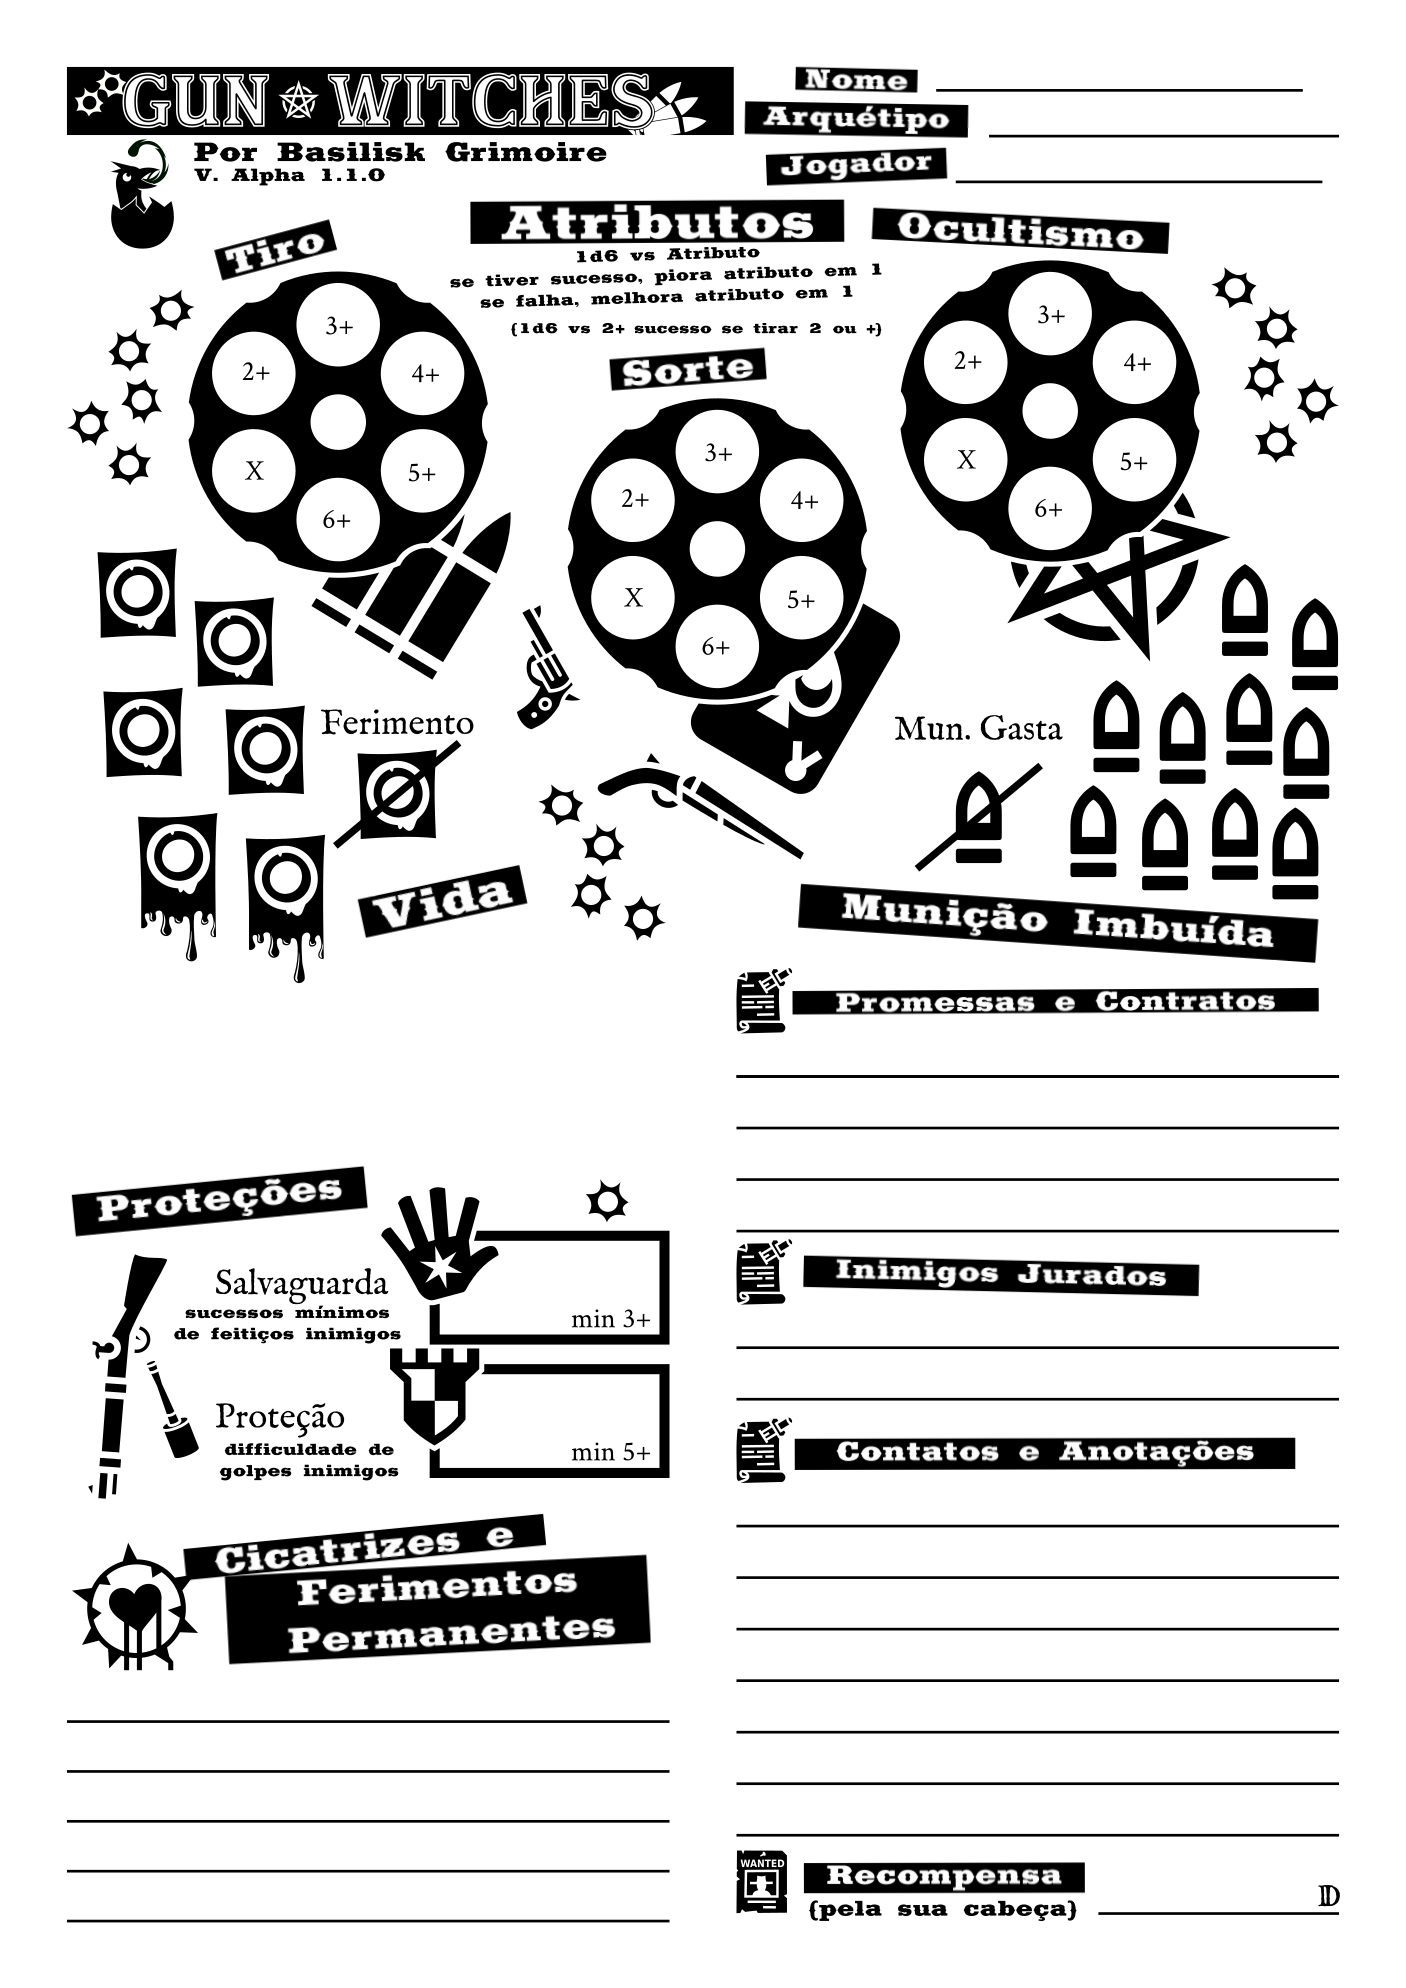 GUN WITCHES
Por Basilisk Grimoire
V. Alpha 1.1.0
Nome
Arquétipo
Jogador
Atributos
1d6 vs Atributo
se tiver sucesso, piora atributo em 1
se falha, melhora atributo em 1
(1d6 vs 2+ sucesso se tirar 2 ou +)
Tiro
3+
2+
4+
X
5+
6+
Sorte
3+
2+
4+
X
5+
6+
Ocultismo
3+
2+
4+
X
5+
6+
Ferimento
Vida
Mun. Gasta
Munição Imbuída
Proteções
Salvaguarda
sucessos mínimos
de feitiços inimigos
min 3+
Proteção
difficuldade de
golpes inimigos
min 5+
Cicatrizes e
Ferimentos
Permanentes
Promessas e Contratos
Inimigos Jurados
Contatos e Anotações
WANTED
Recompensa
(pela sua cabeça)